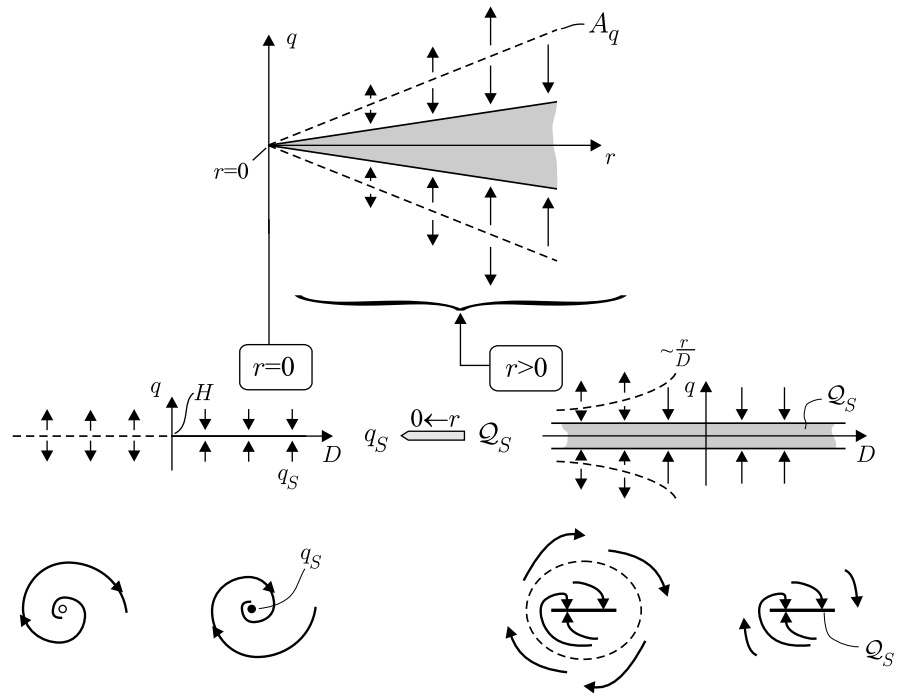 q
A_q
r=0
r
r=0
r>0
q
H
D
q_S
q_S
0←r
𝒬_S
~r/D
q
𝒬_S
D
q_S
𝒬_S